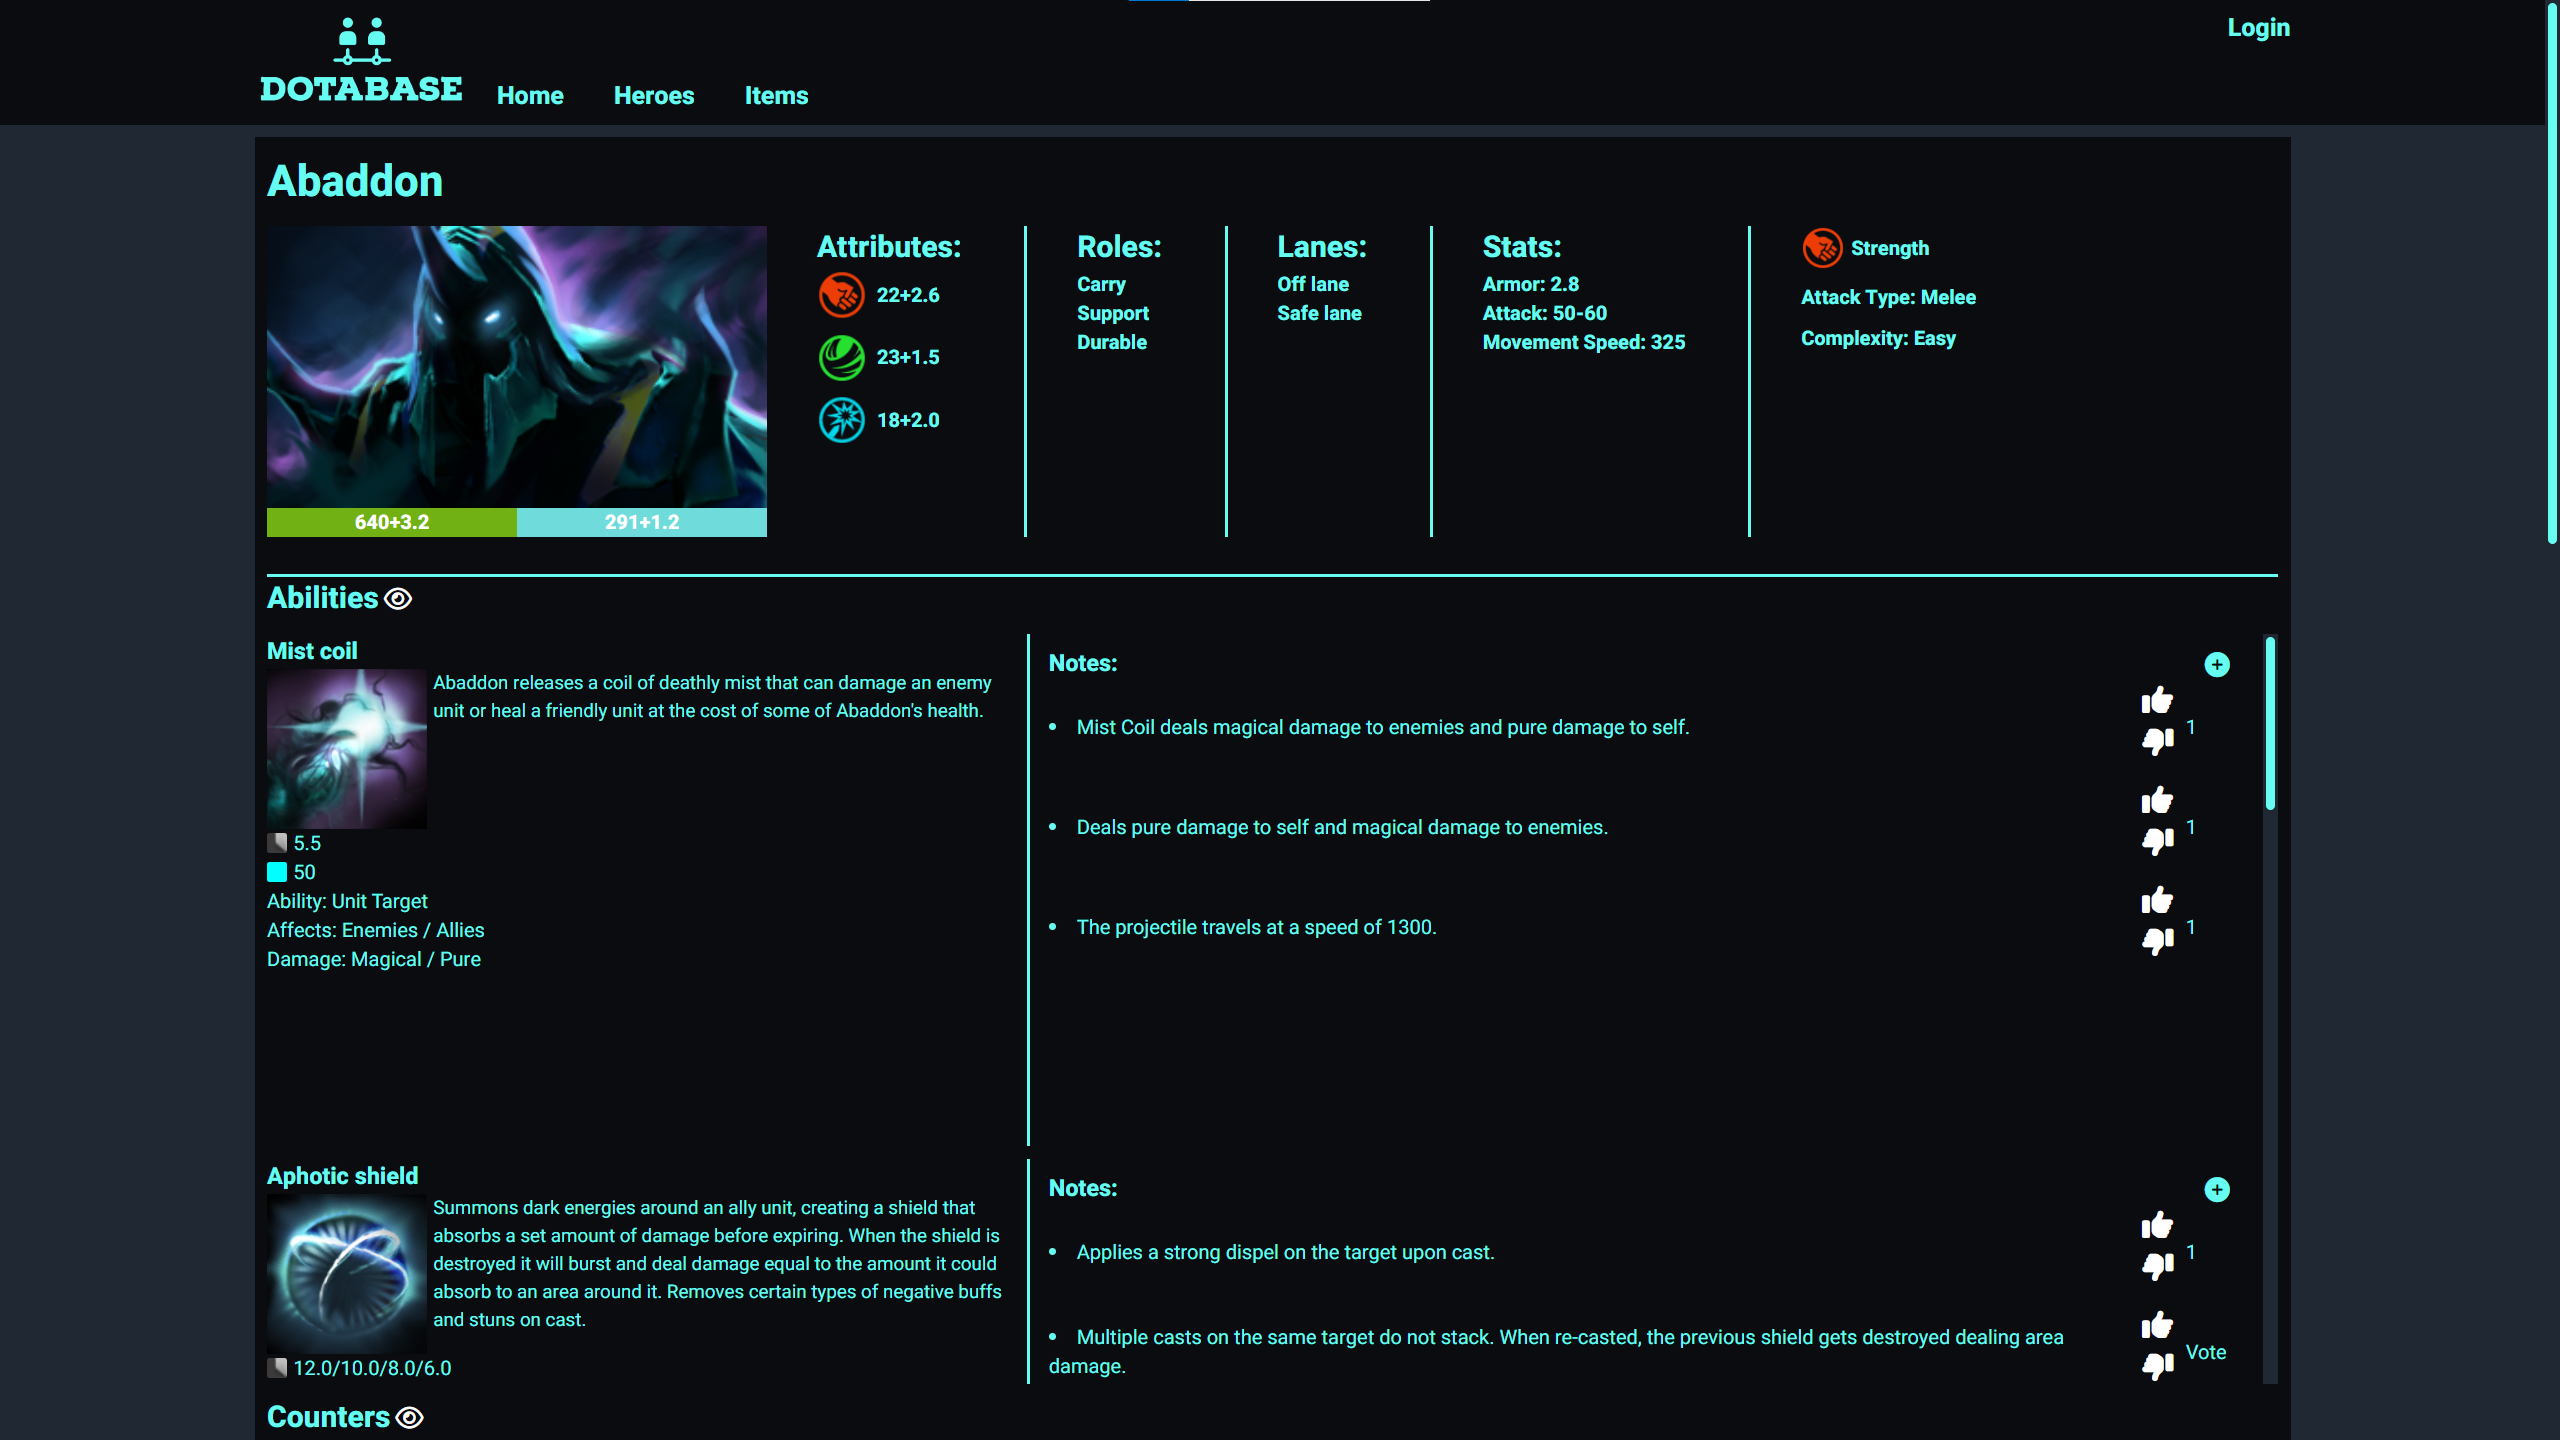 Login
DOTABASE
Home
Heroes
Items
Abaddon
640+3.2
291+1.2
Attributes:
22+2.6
23+1.5
18+2.0
Roles:
Carry
Support
Durable
Lanes:
Off lane
Safe lane
Stats:
Armor: 2.8
Attack: 50-60
Movement Speed: 325
Strength
Attack Type: Melee
Complexity: Easy
Abilities
Mist coil
Abaddon releases a coil of deathly mist that can damage an enemy
unit or heal a friendly unit at the cost of some of Abaddon's health.
5.5
50
Ability: Unit Target
Affects: Enemies / Allies
Damage: Magical / Pure
Notes:
• Mist Coil deals magical damage to enemies and pure damage to self.
1
• Deals pure damage to self and magical damage to enemies.
1
• The projectile travels at a speed of 1300.
1
Aphotic shield
Summons dark energies around an ally unit, creating a shield that
absorbs a set amount of damage before expiring. When the shield is
destroyed it will burst and deal damage equal to the amount it could
absorb to an area around it. Removes certain types of negative buffs
and stuns on cast.
12.0/10.0/8.0/6.0
Notes:
• Applies a strong dispel on the target upon cast.
1
• Multiple casts on the same target do not stack. When re-casted, the previous shield gets destroyed dealing area
damage.
Vote
Counters